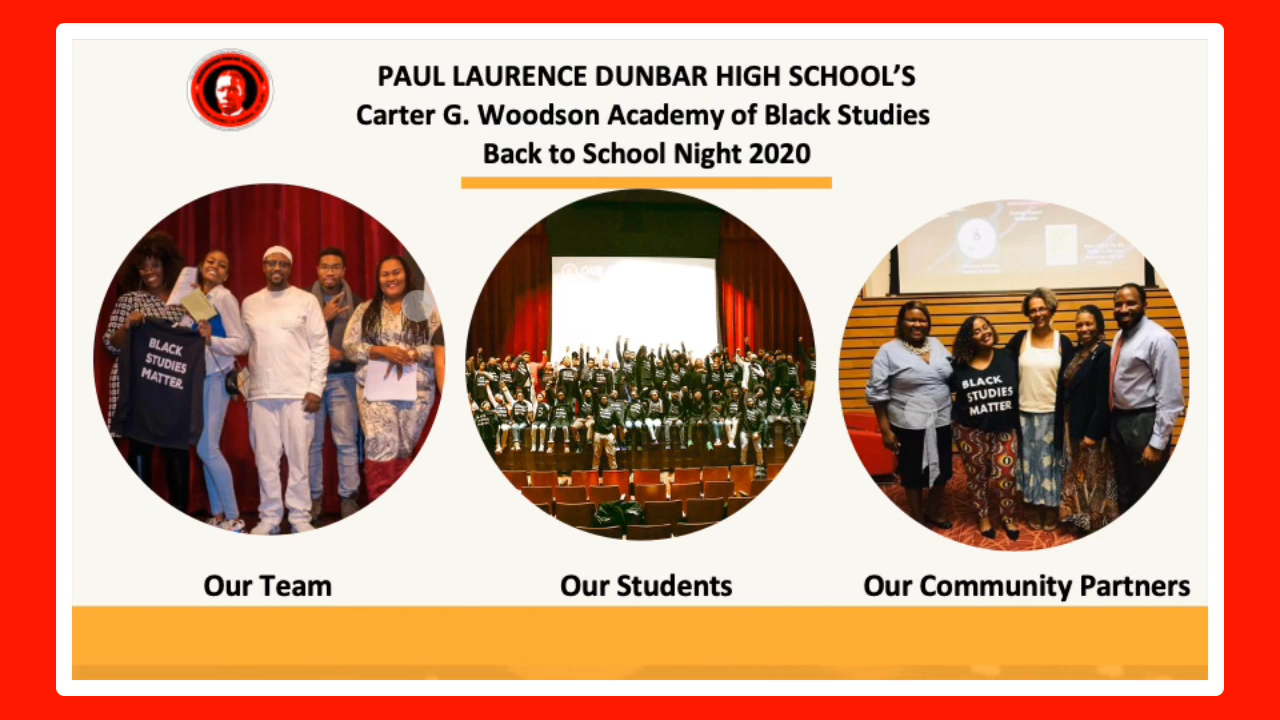 PAUL LAURENCE DUNBAR HIGH SCHOOL’S
Carter G. Woodson Academy of Black Studies
Back to School Night 2020
BLACK
STUDIES
MATTER.
BLACK
STUDIES
MATTER
Our Team
Our Students
Our Community Partners